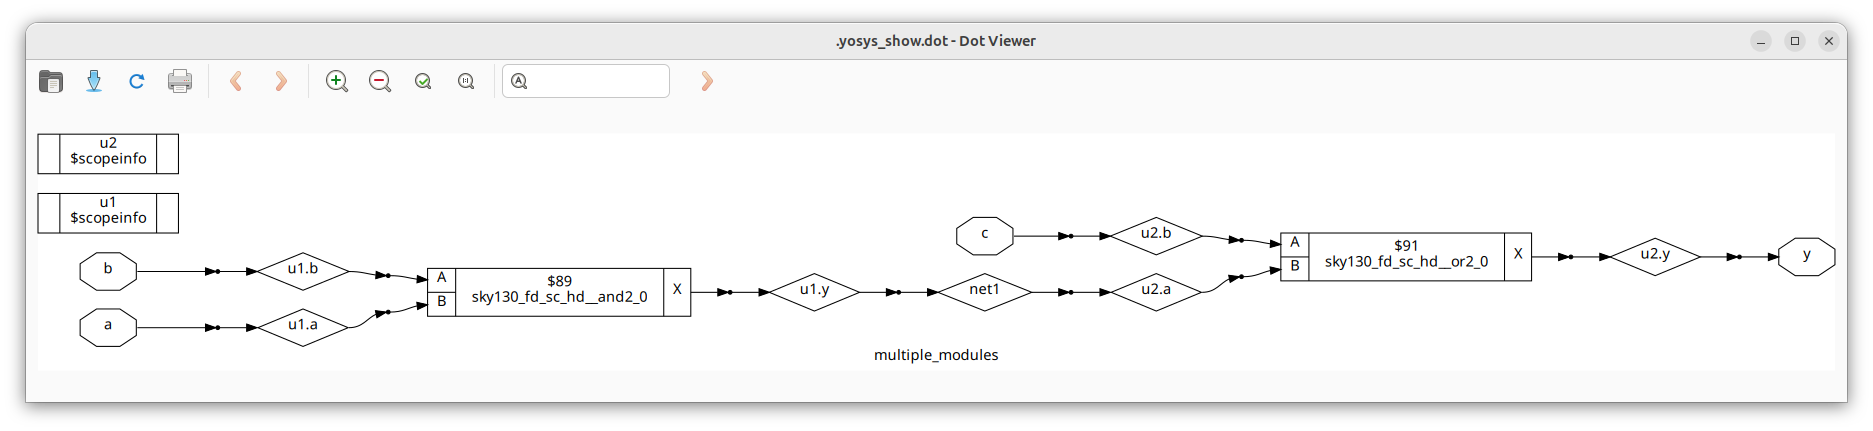 .yosys_show.dot - Dot Viewer
u2
$scopeinfo
u1
$scopeinfo
b
u1.b
a
u1.a
A
B
$89
sky130_fd_sc_hd__and2_0
X
u1.y
net1
c
u2.b
u2.a
A
B
$91
sky130_fd_sc_hd__or2_0
X
u2.y
y
multiple_modules